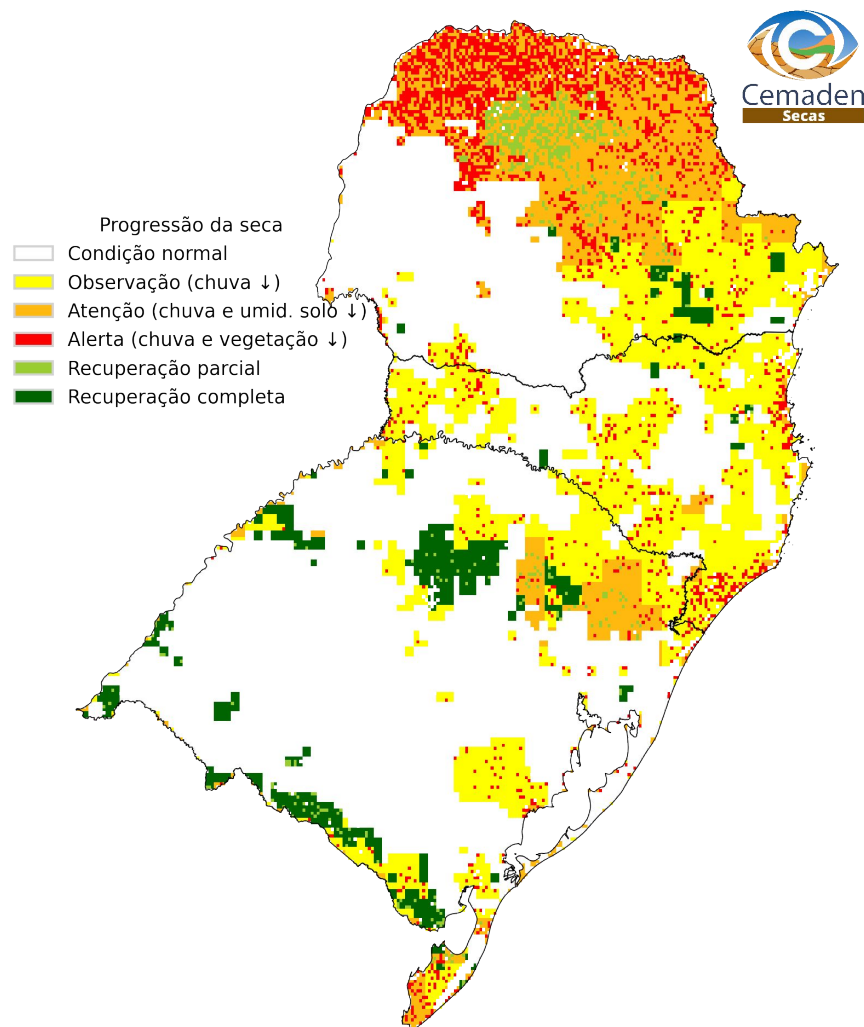 Cemaden
Secas
Progressão da seca
Condição normal
Observação (chuva ↓)
Atenção (chuva e umid. solo ↓)
Alerta (chuva e vegetação ↓)
Recuperação parcial
Recuperação completa